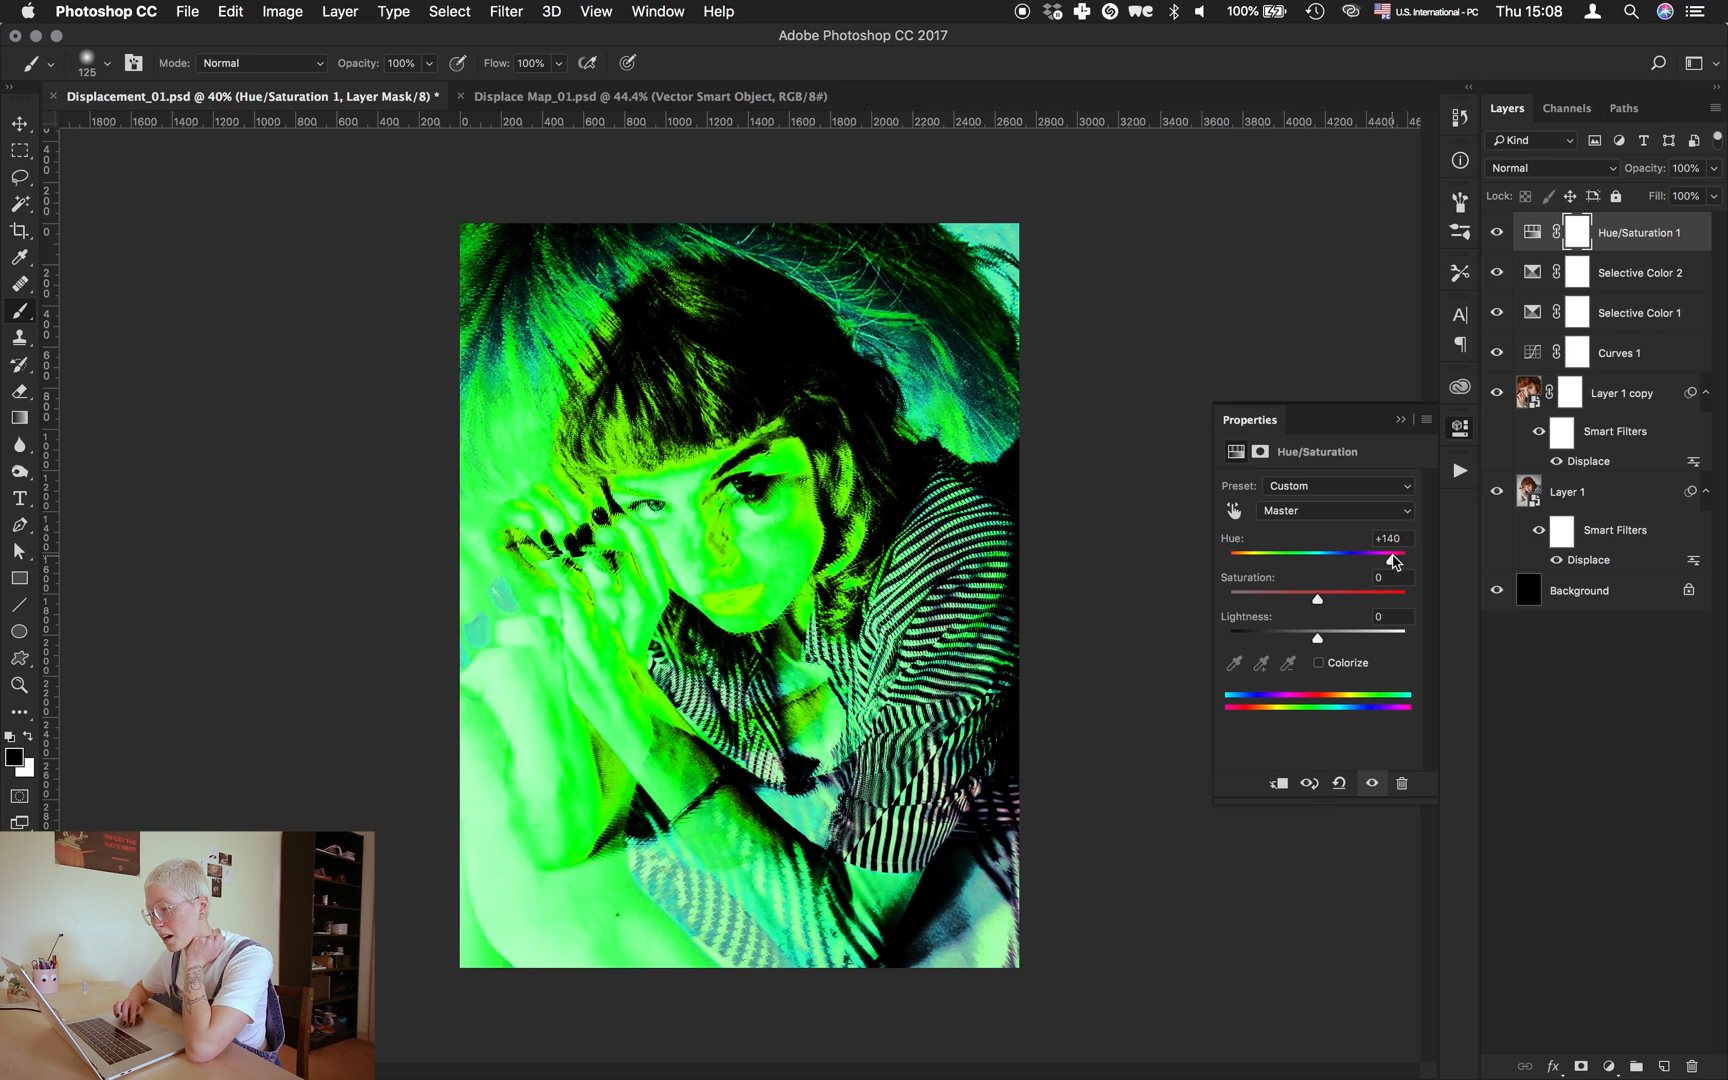 Photoshop CC File Edit Image Layer Type Select Filter 3D View Window Help 100% U.S. International - PC Thu 15:08
Adobe Photoshop CC 2017
125 Mode: Normal Opacity: 100% Flow: 100%
Displacement_01.psd @ 40% (Hue/Saturation 1, Layer Mask/8) *
Displace Map_01.psd @ 44.4% (Vector Smart Object, RGB/8#)
1800 1600 1400 1200 1000 800 600 400 200 0 200 400 600 800 1000 1200 1400 1600 1800 2000 2200 2400 2600 2800 3000 3200 3400 3600 3800 4000 4200 4400 46
Layers Channels Paths
Kind
Normal Opacity: 100%
Lock: Fill: 100%
Hue/Saturation 1
Selective Color 2
Selective Color 1
Curves 1
Layer 1 copy
Smart Filters
Displace
Layer 1
Smart Filters
Displace
Background
Properties
Hue/Saturation
Preset: Custom
Master
Hue: +140
Saturation: 0
Lightness: 0
Colorize
fx